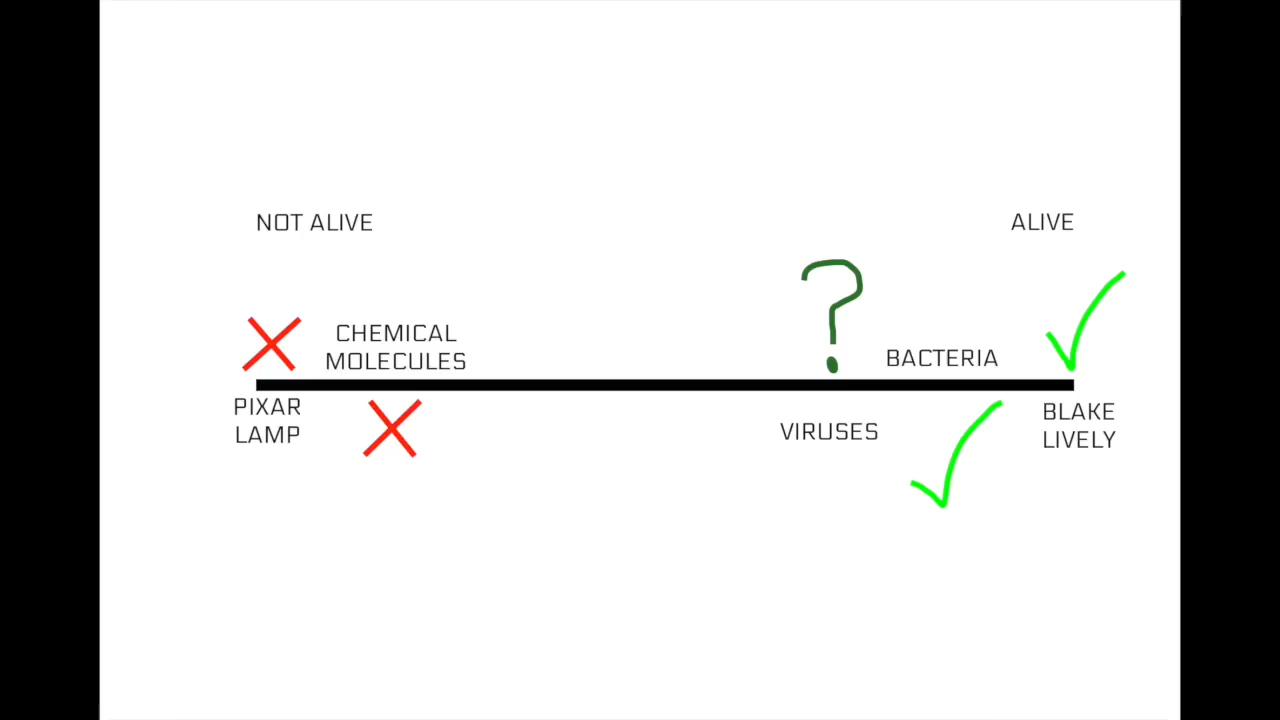 NOT ALIVE
ALIVE
?
CHEMICAL
MOLECULES
BACTERIA
PIXAR
LAMP
VIRUSES
BLAKE
LIVELY